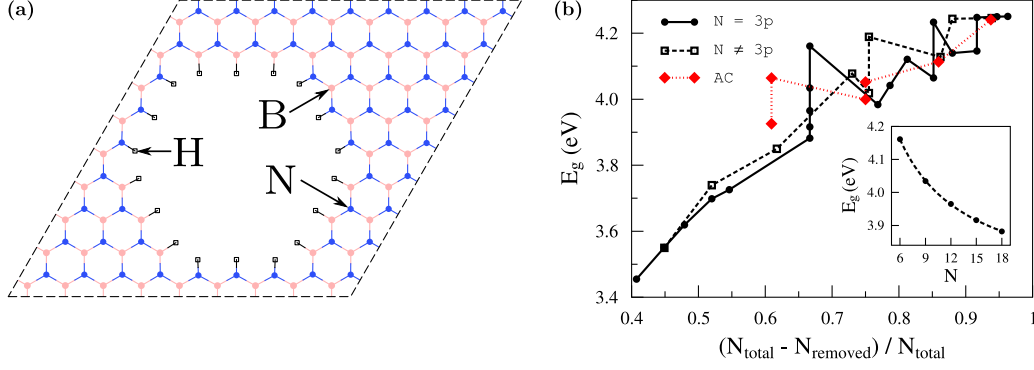 (a)
B
H
N
(b)
N = 3p
N ≠ 3p
AC
E_g (eV)
4.2
4.0
3.8
3.6
3.4
0.4 0.5 0.6 0.7 0.8 0.9 1
(N_total - N_removed) / N_total
E_g (eV)
4.2
4.1
4.0
3.9
6 9 12 15 18
N